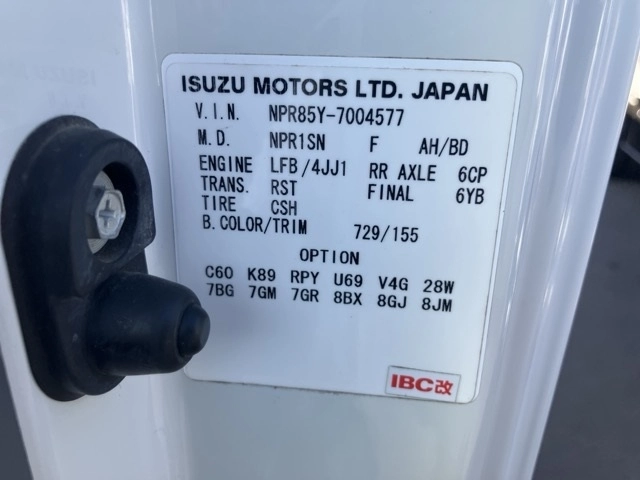 ISUZU MOTORS LTD. JAPAN
V.I.N. NPR85Y-7004577
M.D. NPR1SN F AH/BD
ENGINE LFB/4JJ1 RR AXLE 6CP
TRANS. RST FINAL 6YB
TIRE CSH
B.COLOR/TRIM 729/155
OPTION
C60 K89 RPY U69 V4G 28W
7BG 7GM 7GR 8BX 8GJ 8JM
IBC改